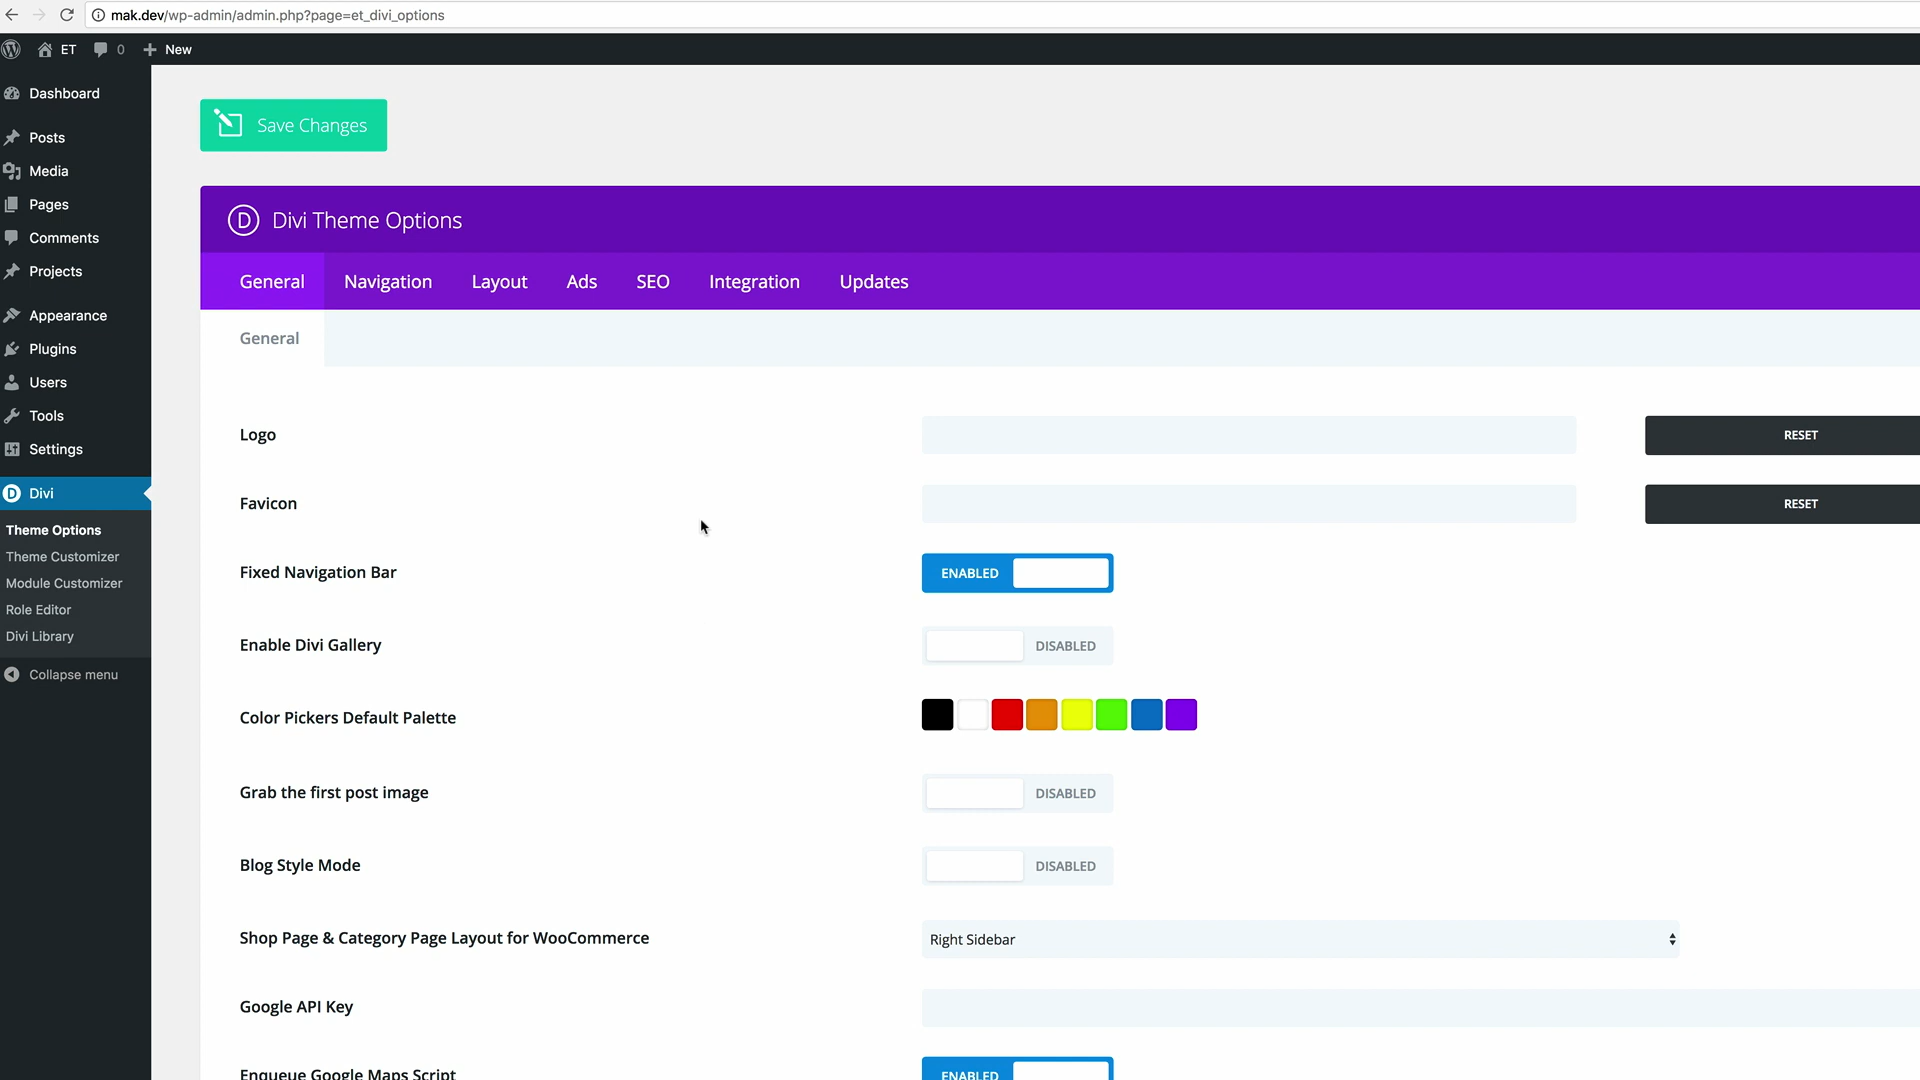 mak.dev/wp-admin/admin.php?page=et_divi_options
ET
0
New
Dashboard
Posts
Media
Pages
Comments
Projects
Appearance
Plugins
Users
Tools
Settings
Divi
Theme Options
Theme Customizer
Module Customizer
Role Editor
Divi Library
Collapse menu
Save Changes
D Divi Theme Options
General Navigation Layout Ads SEO Integration Updates
General
Logo RESET
Favicon RESET
Fixed Navigation Bar ENABLED
Enable Divi Gallery DISABLED
Color Pickers Default Palette
Grab the first post image DISABLED
Blog Style Mode DISABLED
Shop Page & Category Page Layout for WooCommerce Right Sidebar
Google API Key
Enqueue Google Maps Script ENABLED